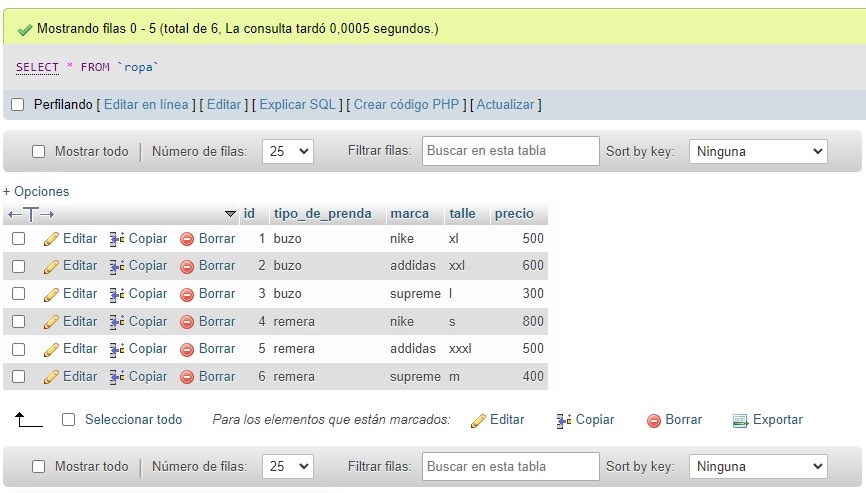 Mostrando filas 0 - 5 (total de 6, La consulta tardó 0,0005 segundos.)
SELECT * FROM `ropa`
Perfilando [ Editar en línea ] [ Editar ] [ Explicar SQL ] [ Crear código PHP ] [ Actualizar ]
Mostrar todo | Número de filas: 25 Filtrar filas: Buscar en esta tabla Sort by key: Ninguna
+ Opciones
←T→ id tipo_de_prenda marca talle precio
Editar Copiar Borrar 1 buzo nike xl 500
Editar Copiar Borrar 2 buzo addidas xxl 600
Editar Copiar Borrar 3 buzo supreme l 300
Editar Copiar Borrar 4 remera nike s 800
Editar Copiar Borrar 5 remera addidas xxxl 500
Editar Copiar Borrar 6 remera supreme m 400
Seleccionar todo Para los elementos que están marcados: Editar Copiar Borrar Exportar
Mostrar todo | Número de filas: 25 Filtrar filas: Buscar en esta tabla Sort by key: Ninguna